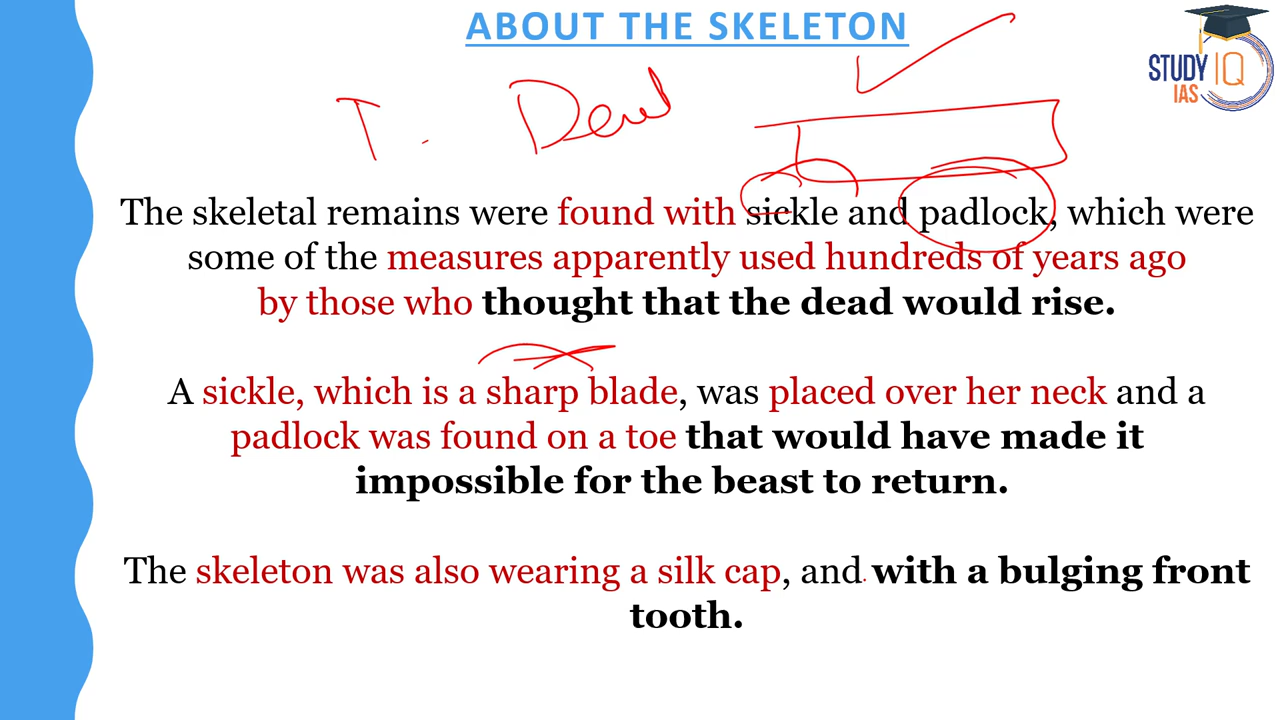 ABOUT THE SKELETON
STUDY IQ
IAS
The skeletal remains were found with sickle and padlock, which were
some of the measures apparently used hundreds of years ago
by those who thought that the dead would rise.
A sickle, which is a sharp blade, was placed over her neck and a
padlock was found on a toe that would have made it
impossible for the beast to return.
The skeleton was also wearing a silk cap, and with a bulging front
tooth.